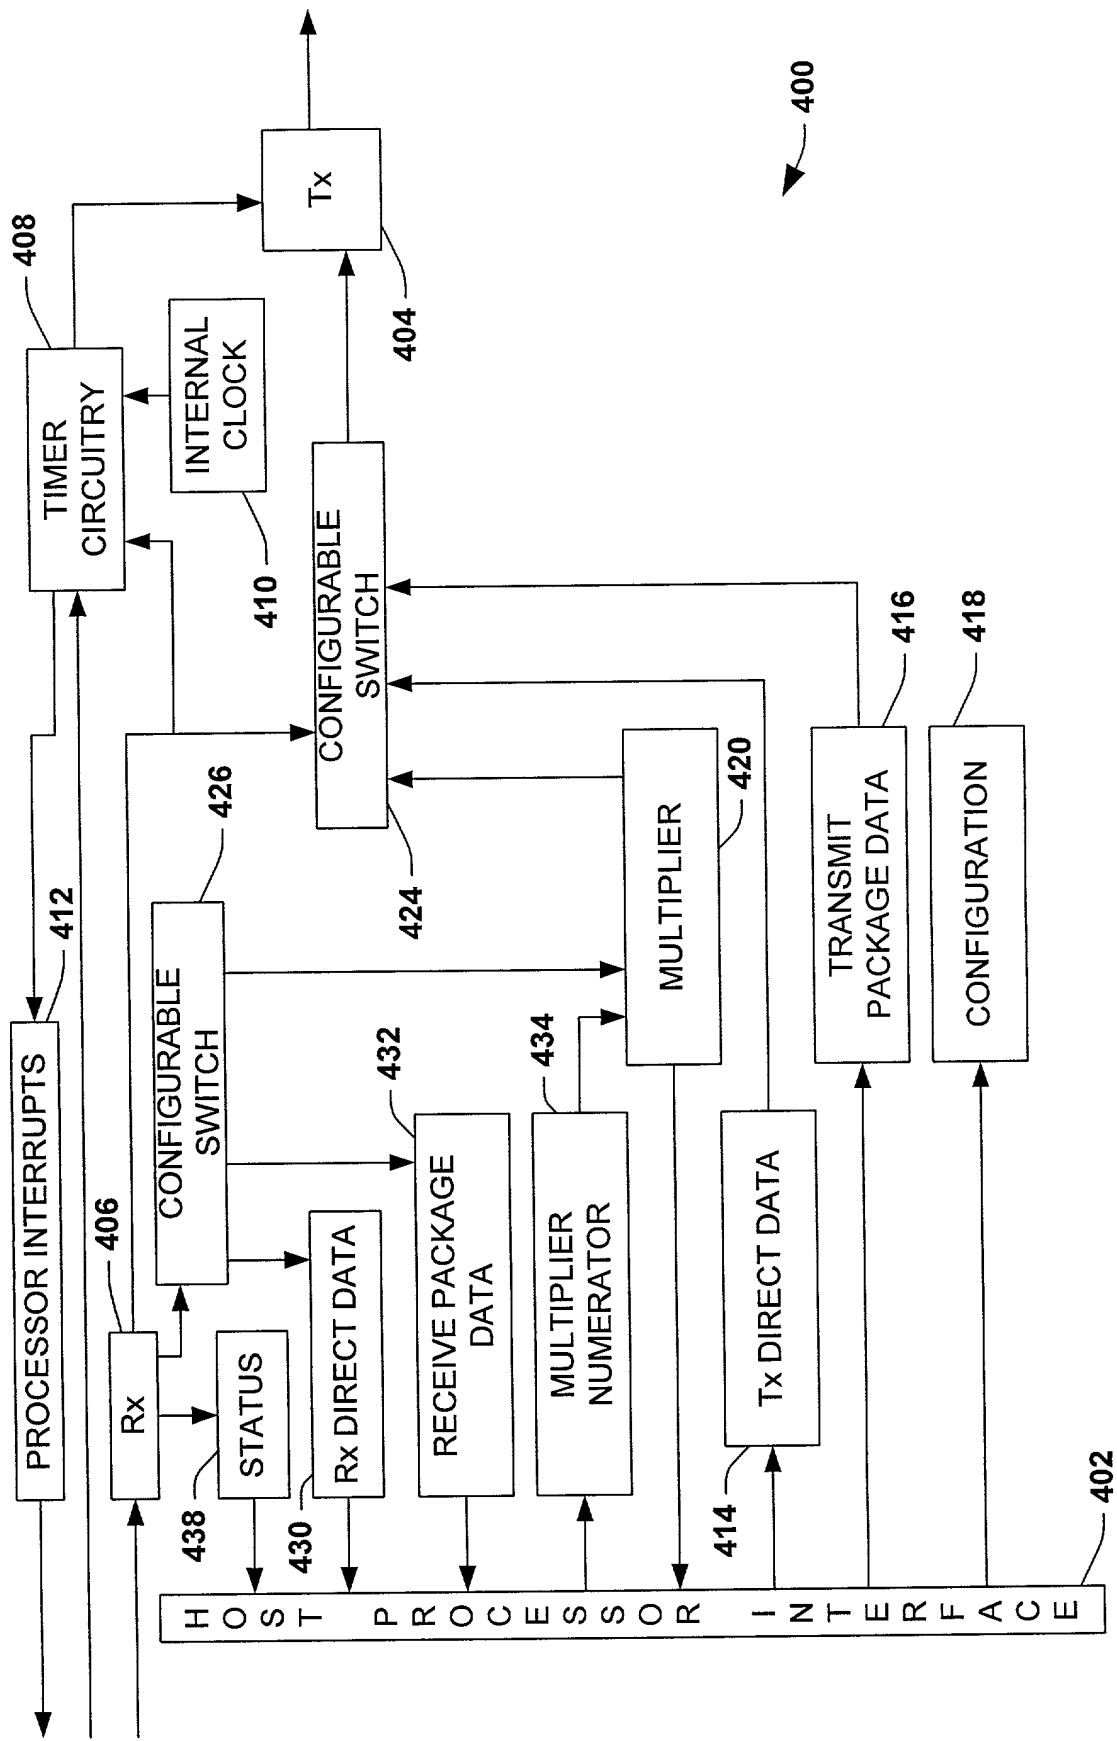 PROCESSOR INTERRUPTS
412
TIMER
CIRCUITRY
408
Rx
406
CONFIGURABLE
SWITCH
426
INTERNAL
CLOCK
410
STATUS
438
Tx
404
Rx DIRECT DATA
430
CONFIGURABLE
SWITCH
424
RECEIVE PACKAGE
DATA
432
MULTIPLIER
NUMERATOR
434
MULTIPLIER
420
Tx DIRECT DATA
414
TRANSMIT
PACKAGE DATA
416
CONFIGURATION
418
HOST PROCESSOR INTERFACE
402
400